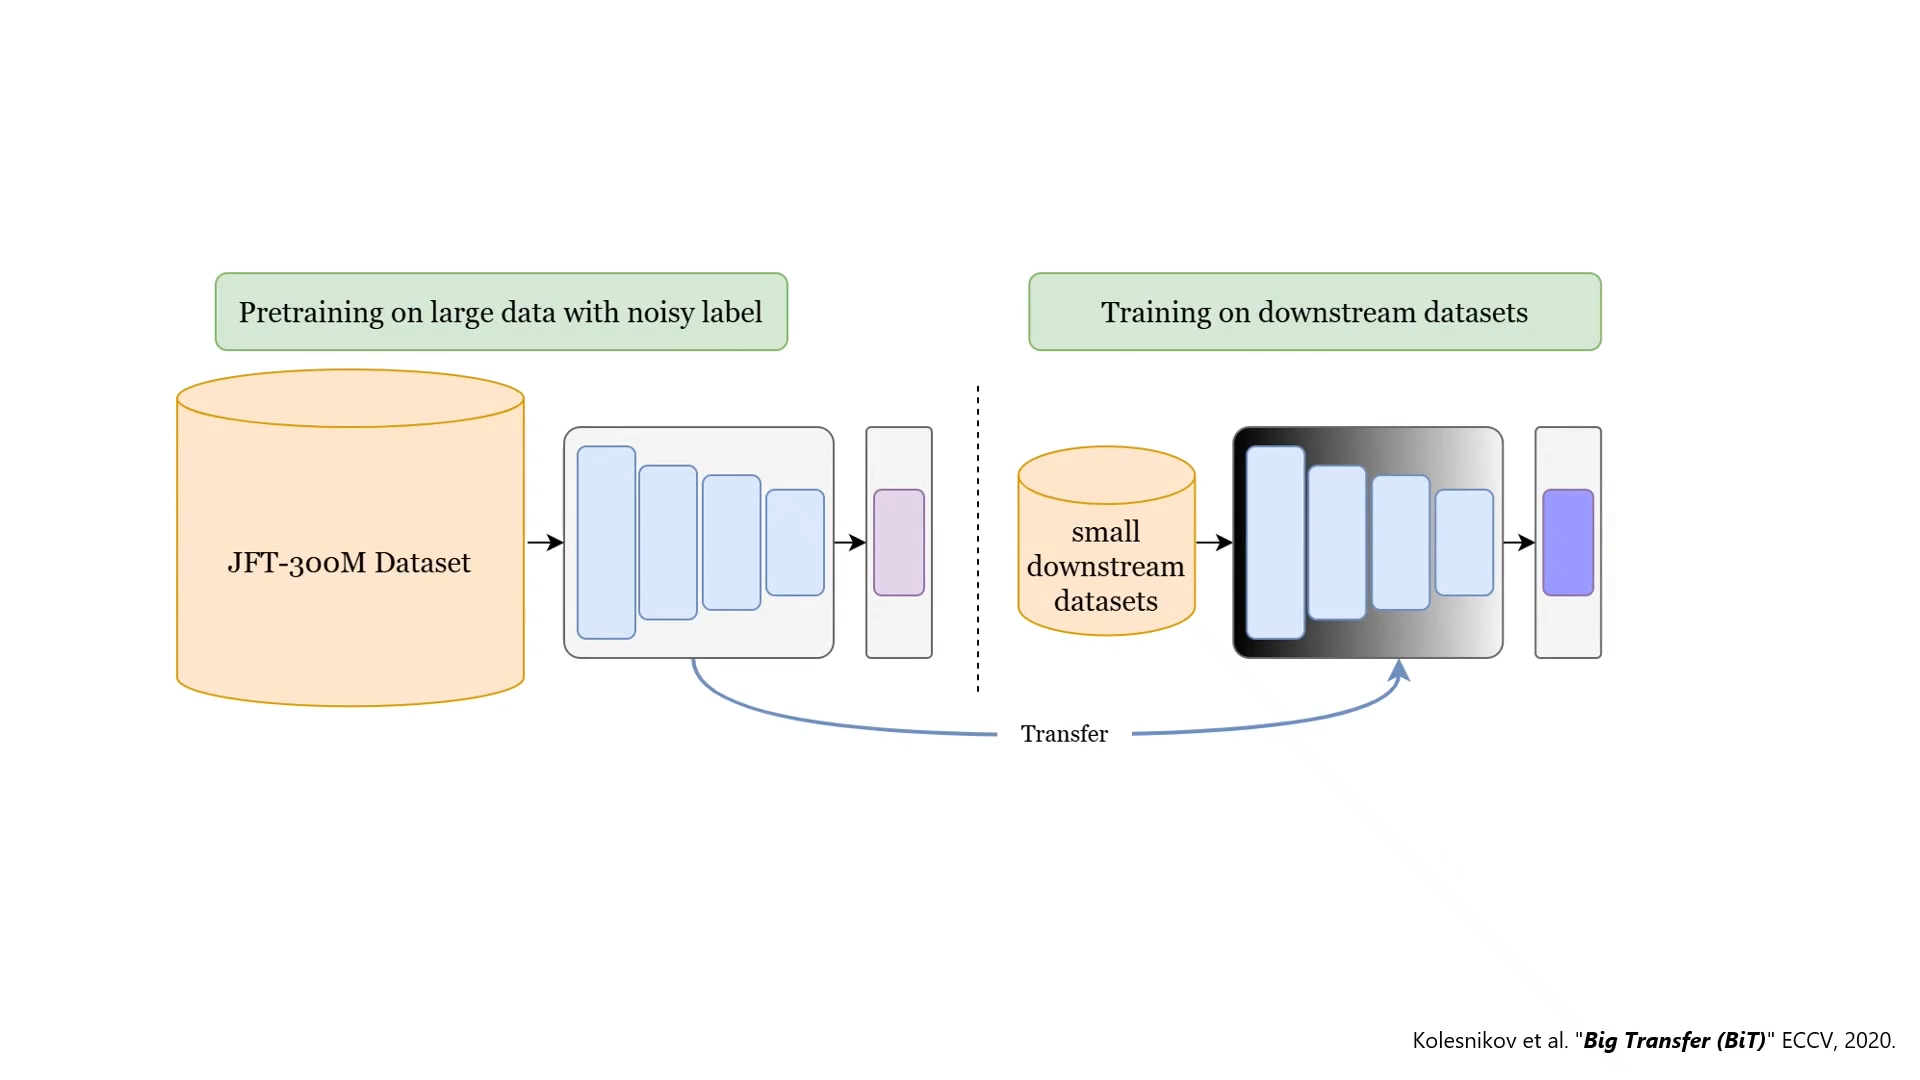 Pretraining on large data with noisy label
Training on downstream datasets
JFT-300M Dataset
small
downstream
datasets
Transfer
Kolesnikov et al. "Big Transfer (BiT)" ECCV, 2020.